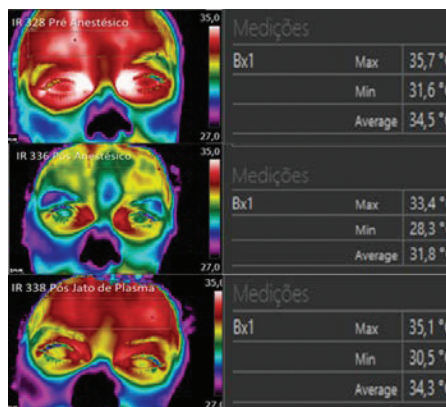 IR 328 Pré Anestésico
35,0
27,0
Medições
Bx1 Max 35,7 °
Min 31,6 °
Average 34,5 °
IR 336 Pós Anestésico
35,0
27,0
Medições
Bx1 Max 33,4 °
Min 28,3 °
Average 31,8 °
IR 338 Pós Jato de Plasma
35,0
27,0
Medições
Bx1 Max 35,1 °
Min 30,5 °
Average 34,3 °